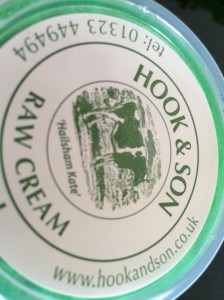 HOOK & SON
RAW CREAM
'Hailsham Kate'
tel: 01323 449494
www.hookandson.co.uk